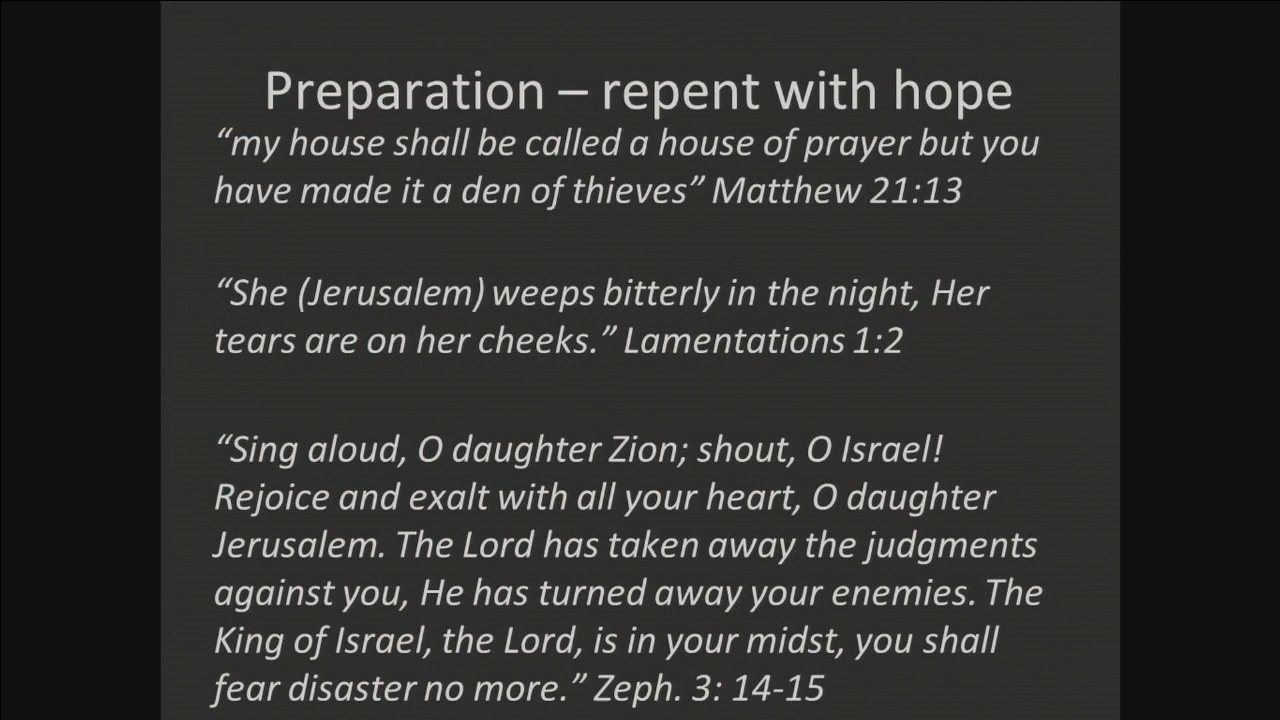 Preparation – repent with hope
“my house shall be called a house of prayer but you
have made it a den of thieves” Matthew 21:13
“She (Jerusalem) weeps bitterly in the night, Her
tears are on her cheeks.” Lamentations 1:2
“Sing aloud, O daughter Zion; shout, O Israel!
Rejoice and exalt with all your heart, O daughter
Jerusalem. The Lord has taken away the judgments
against you, He has turned away your enemies. The
King of Israel, the Lord, is in your midst, you shall
fear disaster no more.” Zeph. 3: 14-15